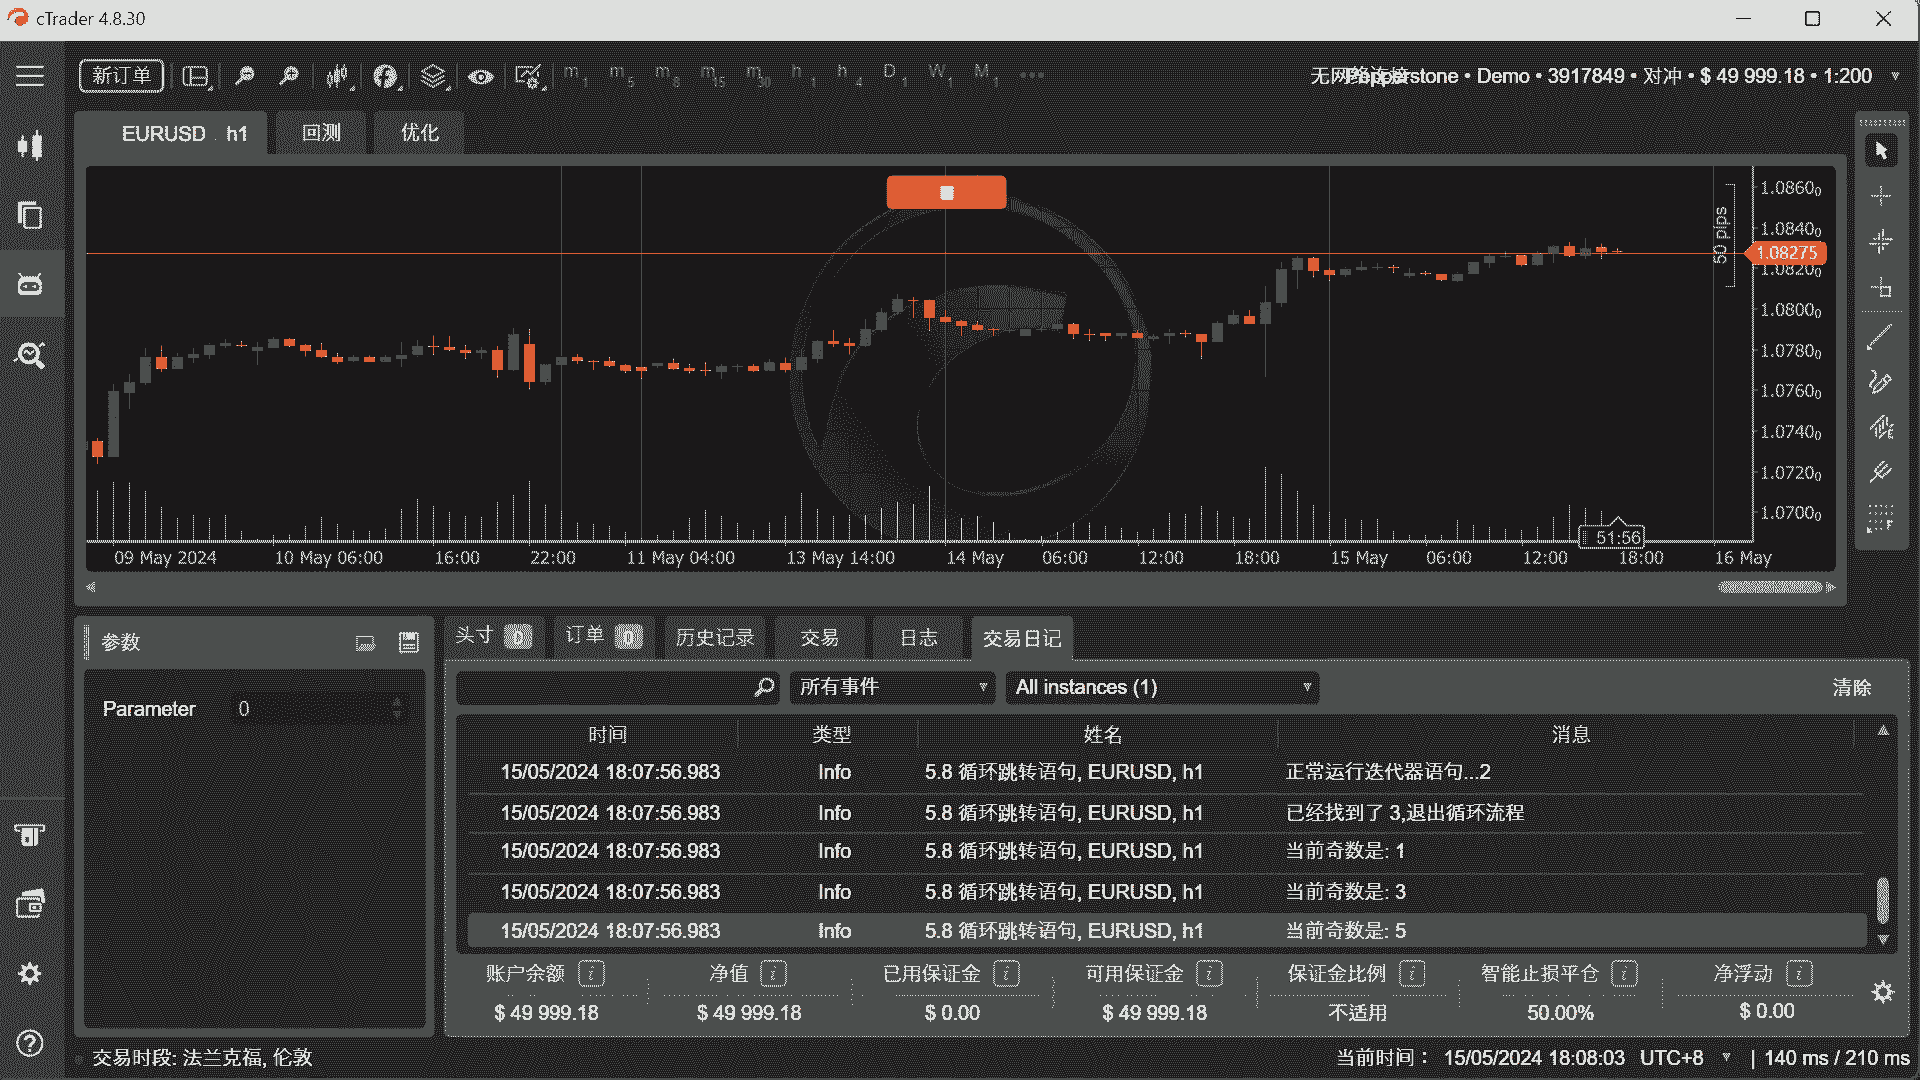 cTrader 4.8.30
新订单
m1 m5 m8 m15 m30 h1 h4 D1 W1 M1
Pepperstone • Demo • 3917849 • 对冲 • $ 49 999.18 • 1:200
EURUSD h1
回测
优化
50 pips
1.08600
1.08400
1.08275
1.08200
1.08000
1.07800
1.07600
1.07400
1.07200
1.07000
51:56
09 May 2024 10 May 06:00 16:00 22:00 11 May 04:00 13 May 14:00 14 May 06:00 12:00 18:00 15 May 06:00 12:00 18:00 16 May
参数
Parameter 0
头寸 0 订单 0 历史记录 交易 日志 交易日记
所有事件 All instances (1) 清除
时间 类型 姓名 消息
15/05/2024 18:07:56.983 Info 5.8 循环跳转语句, EURUSD, h1 正常运行迭代器语句...2
15/05/2024 18:07:56.983 Info 5.8 循环跳转语句, EURUSD, h1 已经找到了 3,退出循环流程
15/05/2024 18:07:56.983 Info 5.8 循环跳转语句, EURUSD, h1 当前奇数是: 1
15/05/2024 18:07:56.983 Info 5.8 循环跳转语句, EURUSD, h1 当前奇数是: 3
15/05/2024 18:07:56.983 Info 5.8 循环跳转语句, EURUSD, h1 当前奇数是: 5
账户余额 净值 已用保证金 可用保证金 保证金比例 智能止损平仓 净浮动
$ 49 999.18 $ 49 999.18 $ 0.00 $ 49 999.18 不适用 50.00% $ 0.00
交易时段: 法兰克福, 伦敦
当前时间： 15/05/2024 18:08:03 UTC+8 | 140 ms / 210 ms